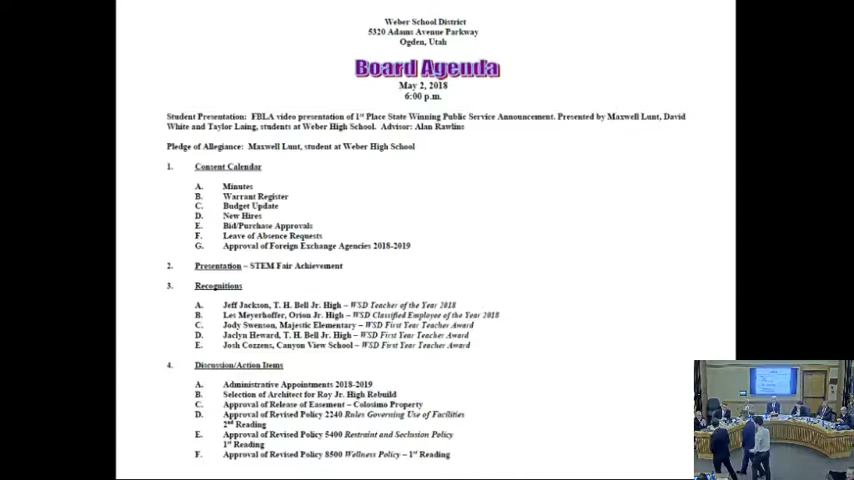 Weber School District
5320 Adams Avenue Parkway
Ogden, Utah
Board Agenda
May 2, 2018
6:00 p.m.
Student Presentation: FBLA video presentation of 1st Place State Winning Public Service Announcement. Presented by Maxwell Lunt, David
White and Taylor Laing, students at Weber High School. Advisor: Alan Rawlins
Pledge of Allegiance: Maxwell Lunt, student at Weber High School
1. Consent Calendar
A. Minutes
B. Warrant Register
C. Budget Update
D. New Hires
E. Bid/Purchase Approvals
F. Leave of Absence Requests
G. Approval of Foreign Exchange Agencies 2018-2019
2. Presentation – STEM Fair Achievement
3. Recognitions
A. Jeff Jackson, T. H. Bell Jr. High – WSD Teacher of the Year 2018
B. Les Meyerhoffer, Orion Jr. High – WSD Classified Employee of the Year 2018
C. Jody Swenson, Majestic Elementary – WSD First Year Teacher Award
D. Jaclyn Heward, T. H. Bell Jr. High – WSD First Year Teacher Award
E. Josh Cozzens, Canyon View School – WSD First Year Teacher Award
4. Discussion/Action Items
A. Administrative Appointments 2018-2019
B. Selection of Architect for Roy Jr. High Rebuild
C. Approval of Release of Easement – Colosimo Property
D. Approval of Revised Policy 2240 Rules Governing Use of Facilities
2nd Reading
E. Approval of Revised Policy 5400 Restraint and Seclusion Policy
1st Reading
F. Approval of Revised Policy 8500 Wellness Policy – 1st Reading